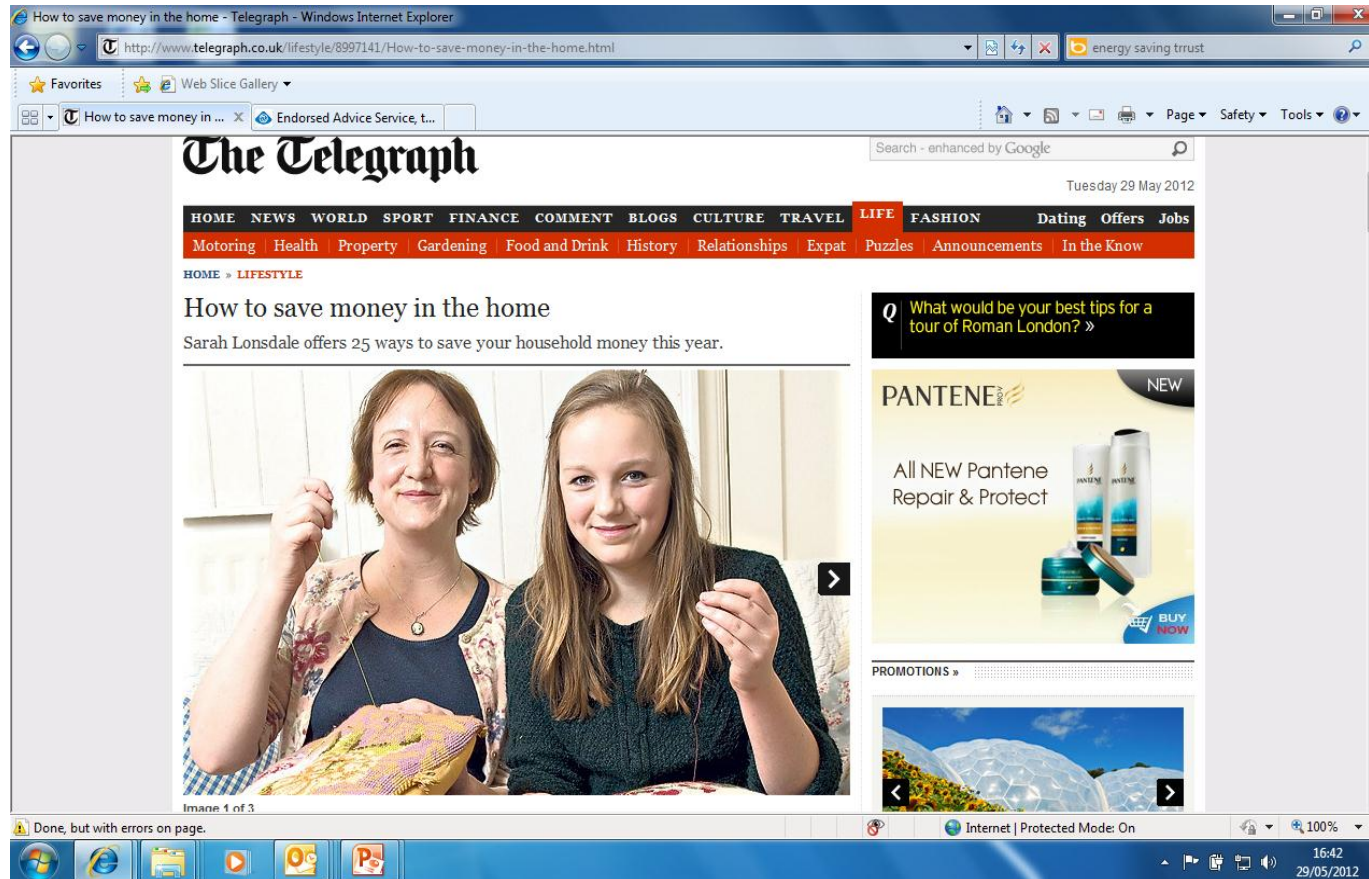 How to save money in the home - Telegraph - Windows Internet Explorer
http://www.telegraph.co.uk/lifestyle/8997141/How-to-save-money-in-the-home.html
energy saving trrust
Favorites Web Slice Gallery
How to save money in ... X Endorsed Advice Service, t...
Page Safety Tools
The Telegraph
Search - enhanced by Google
Tuesday 29 May 2012
HOME NEWS WORLD SPORT FINANCE COMMENT BLOGS CULTURE TRAVEL LIFE FASHION Dating Offers Jobs
Motoring Health Property Gardening Food and Drink History Relationships Expat Puzzles Announcements In the Know
HOME » LIFESTYLE
How to save money in the home
Sarah Lonsdale offers 25 ways to save your household money this year.
Q What would be your best tips for a
tour of Roman London? »
PANTENE PRO-V
NEW
All NEW Pantene
Repair & Protect
PANTENE PANTENE
BUY
NOW
PROMOTIONS »
Image 1 of 3
Done, but with errors on page.
Internet | Protected Mode: On
100%
16:42
29/05/2012